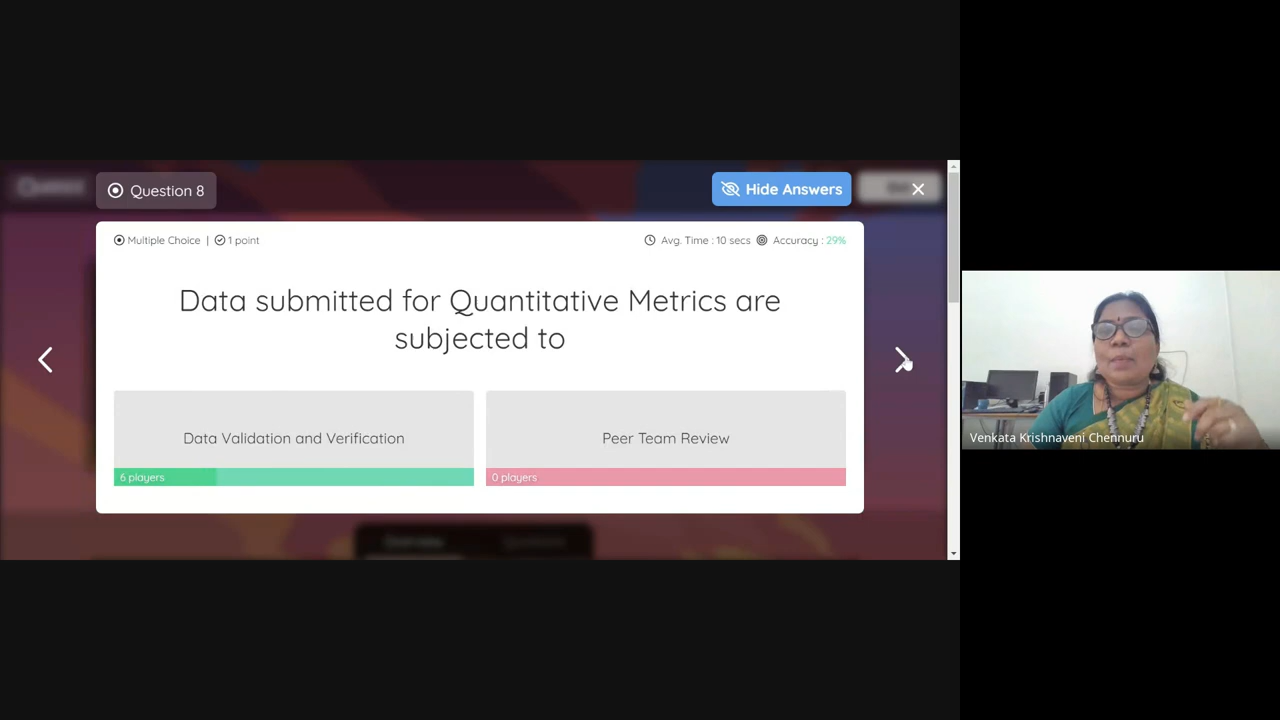 Question 8
Hide Answers
Multiple Choice | 1 point
Avg. Time : 10 secs
Accuracy : 29%
Data submitted for Quantitative Metrics are
subjected to
Data Validation and Verification
Peer Team Review
6 players
0 players
Venkata Krishnaveni Chennuru